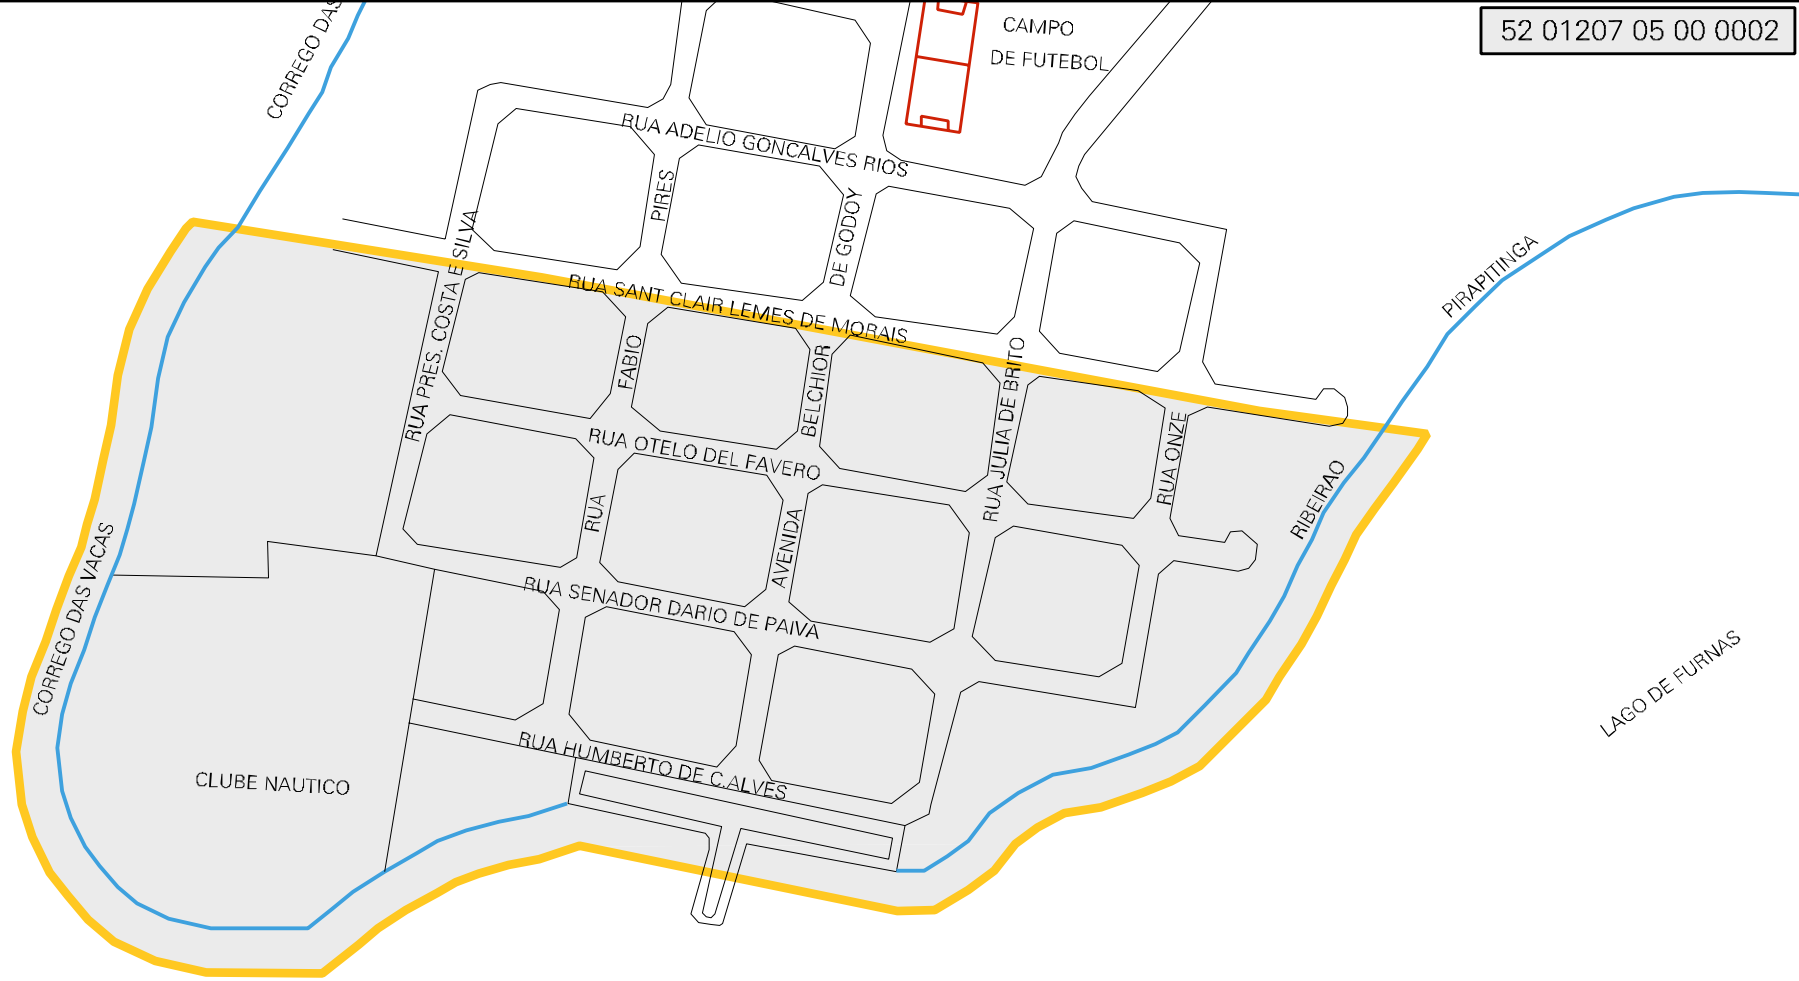 52 01207 05 00 0002
CAMPO
DE FUTEBOL
CORREGO DAS
RUA ADELIO GONCALVES RIOS
PIRES
DE GODOY
RUA PRES. COSTA E SILVA
RUA SANT CLAIR LEMES DE MORAIS
PIRAPITINGA
FABIO
BELCHIOR
RUA JULIA DE BRITO
RUA ONZE
RUA OTELO DEL FAVERO
RIBEIRAO
RUA
AVENIDA
CORREGO DAS VACAS
RUA SENADOR DARIO DE PAIVA
LAGO DE FURNAS
RUA HUMBERTO DE C.ALVES
CLUBE NAUTICO